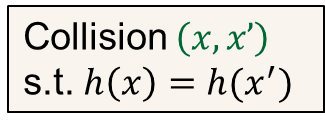 Collision (x, x′)
s.t. h(x) = h(x′)